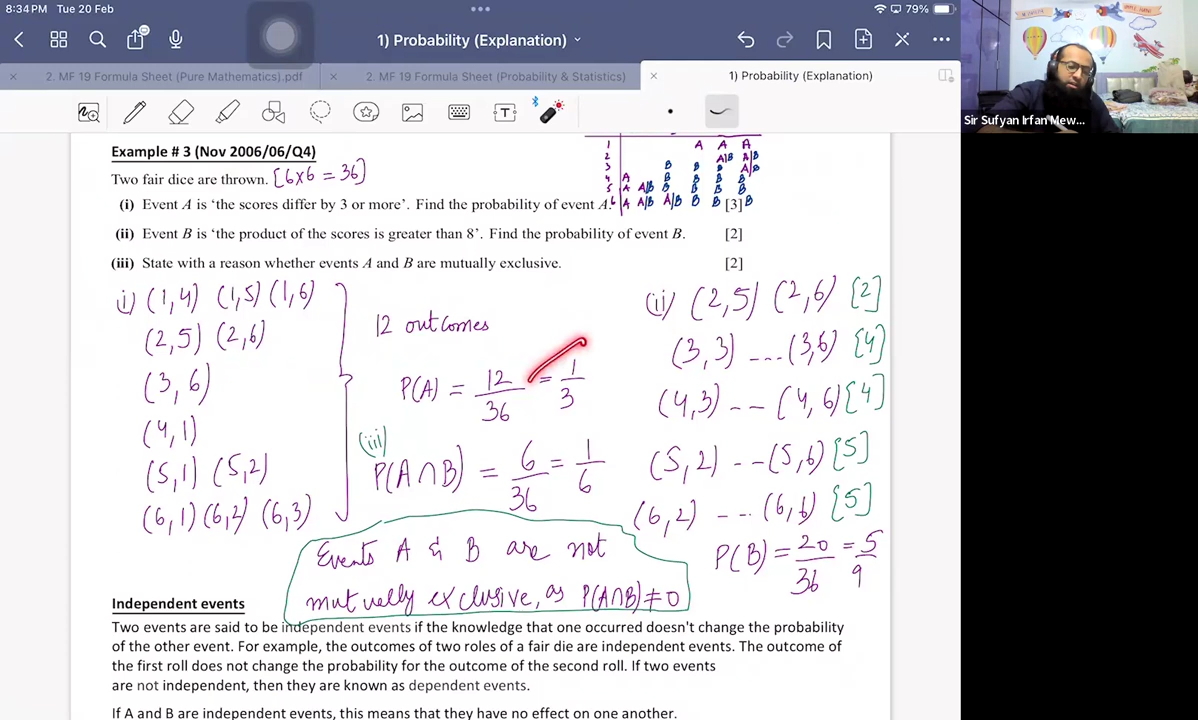 8:34 PM Tue 20 Feb
79%
1) Probability (Explanation)
2. MF 19 Formula Sheet (Pure Mathematics).pdf
2. MF 19 Formula Sheet (Probability & Statistics)
1) Probability (Explanation)
Sir Sufyan Irfan Mew...
1 A A A
2 A|B A|B
3 B B B A|B
4 A B B B B
5 A A|B B B B B
6 A A|B A|B B B B
Example # 3 (Nov 2006/06/Q4)
Two fair dice are thrown. [6x6 = 36]
(i) Event A is ‘the scores differ by 3 or more’. Find the probability of event A. [3]
(ii) Event B is ‘the product of the scores is greater than 8’. Find the probability of event B. [2]
(iii) State with a reason whether events A and B are mutually exclusive. [2]
i) (1,4) (1,5) (1,6)
(2,5) (2,6)
(3,6)
(4,1)
(5,1) (5,2)
(6,1) (6,2) (6,3)
12 outcomes
P(A) = 12/36 = 1/3
(iii)
P(A∩B) = 6/36 = 1/6
Events A & B are not
mutually exclusive, as P(A∩B) ≠ 0
(ii) (2,5) (2,6) [2]
(3,3) ---- (3,6) [4]
(4,3) -- -- (4,6) [4]
(5,2) -- --(5,6) [5]
(6,2) -- ... (6,6) [5]
P(B) = 20/36 = 5/9
Independent events
Two events are said to be independent events if the knowledge that one occurred doesn't change the probability
of the other event. For example, the outcomes of two roles of a fair die are independent events. The outcome of
the first roll does not change the probability for the outcome of the second roll. If two events
are not independent, then they are known as dependent events.
If A and B are independent events, this means that they have no effect on one another.